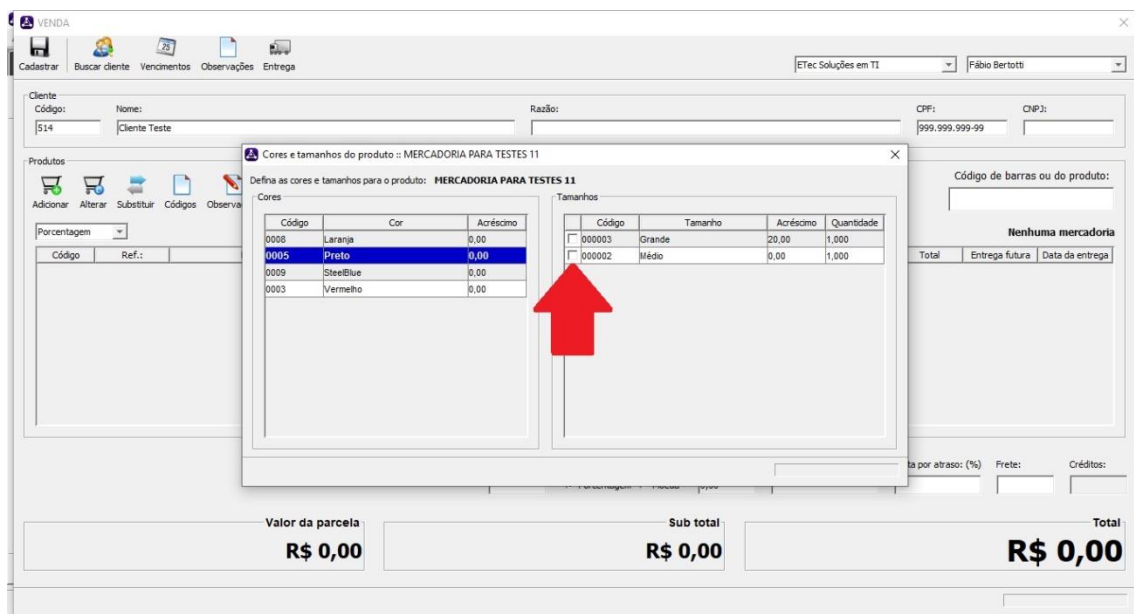 VENDA
Cadastrar Buscar cliente Vencimentos Observações Entrega
ETec Soluções em TI Fábio Bertotti
Cliente
Código: Nome: Razão: CPF: CNPJ:
514 Cliente Teste 999.999.999-99
Produtos
Adicionar Alterar Substituir Códigos Observa
Código de barras ou do produto:
Porcentagem
Nenhuma mercadoria
Código Ref.: Total Entrega futura Data da entrega
Cores e tamanhos do produto :: MERCADORIA PARA TESTES 11
Defina as cores e tamanhos para o produto: MERCADORIA PARA TESTES 11
Cores
Código Cor Acréscimo
0008 Laranja 0,00
0005 Preto 0,00
0009 SteelBlue 0,00
0003 Vermelho 0,00
Tamanhos
Código Tamanho Acréscimo Quantidade
000003 Grande 20,00 1,000
000002 Médio 0,00 1,000
por atraso: (%) Frete: Créditos:
Valor da parcela
R$ 0,00
Sub total
R$ 0,00
Total
R$ 0,00